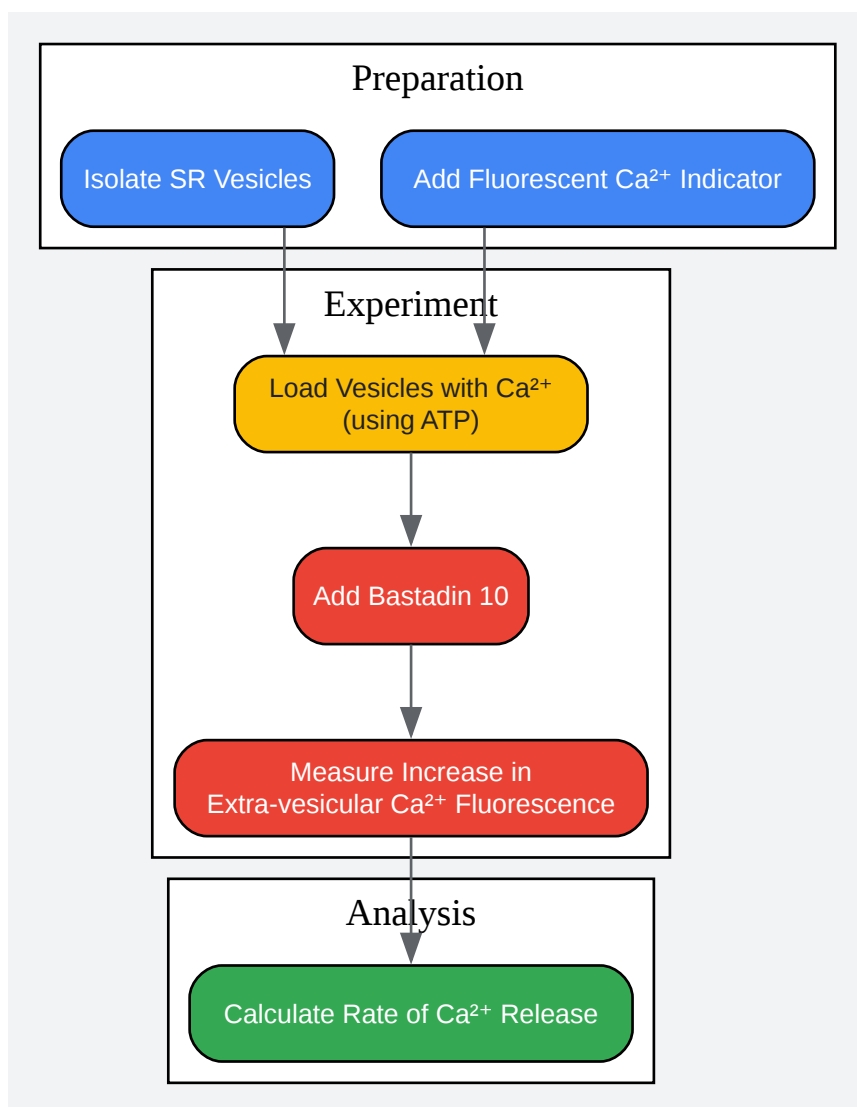 Preparation
Isolate SR Vesicles
Add Fluorescent Ca²⁺ Indicator
Experiment
Load Vesicles with Ca²⁺
(using ATP)
Add Bastadin 10
Measure Increase in
Extra-vesicular Ca²⁺ Fluorescence
Analysis
Calculate Rate of Ca²⁺ Release